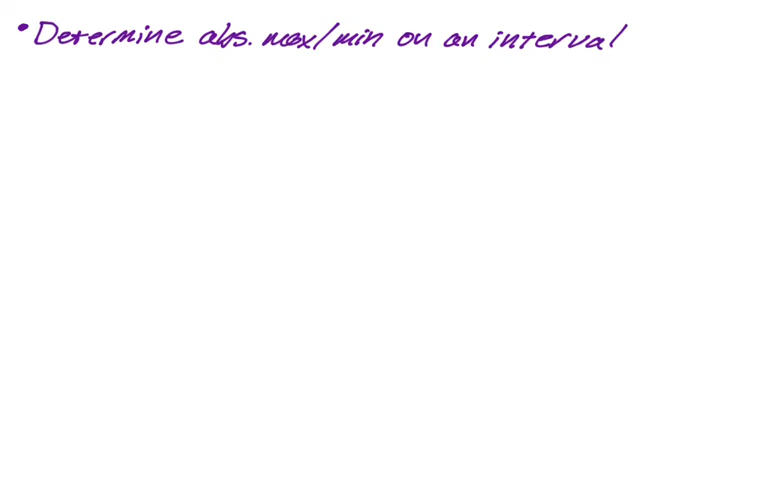 • Determine abs. max/min on an interval